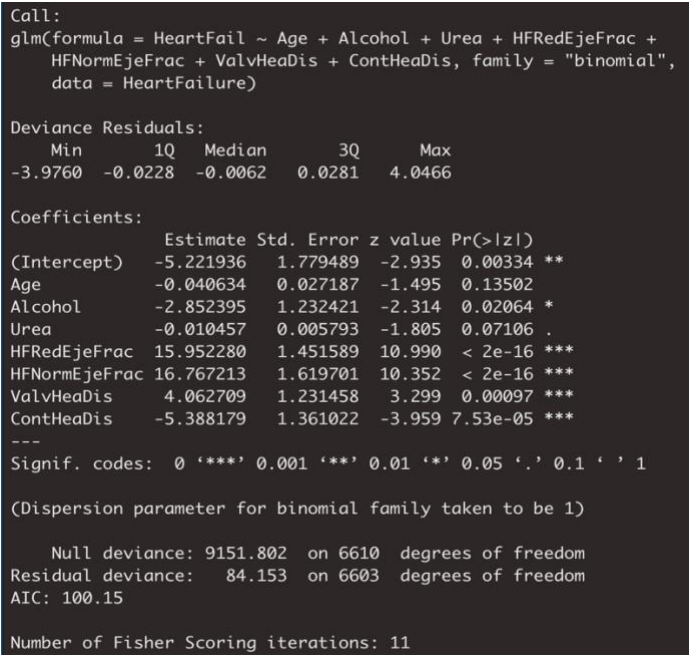 Call:
glm(formula = HeartFail ~ Age + Alcohol + Urea + HFRedEjeFrac +
    HFNormEjeFrac + ValvHeaDis + ContHeaDis, family = "binomial",
    data = HeartFailure)

Deviance Residuals:
    Min       1Q   Median       3Q      Max
-3.9760  -0.0228  -0.0062   0.0281   4.0466

Coefficients:
               Estimate Std. Error z value Pr(>|z|)
(Intercept)   -5.221936   1.779489  -2.935  0.00334 **
Age           -0.040634   0.027187  -1.495  0.13502
Alcohol       -2.852395   1.232421  -2.314  0.02064 *
Urea          -0.010457   0.005793  -1.805  0.07106 .
HFRedEjeFrac  15.952280   1.451589  10.990  < 2e-16 ***
HFNormEjeFrac 16.767213   1.619701  10.352  < 2e-16 ***
ValvHeaDis     4.062709   1.231458   3.299  0.00097 ***
ContHeaDis    -5.388179   1.361022  -3.959 7.53e-05 ***
---
Signif. codes:  0 ‘***’ 0.001 ‘**’ 0.01 ‘*’ 0.05 ‘.’ 0.1 ‘ ’ 1

(Dispersion parameter for binomial family taken to be 1)

    Null deviance: 9151.802  on 6610  degrees of freedom
Residual deviance:   84.153  on 6603  degrees of freedom
AIC: 100.15

Number of Fisher Scoring iterations: 11